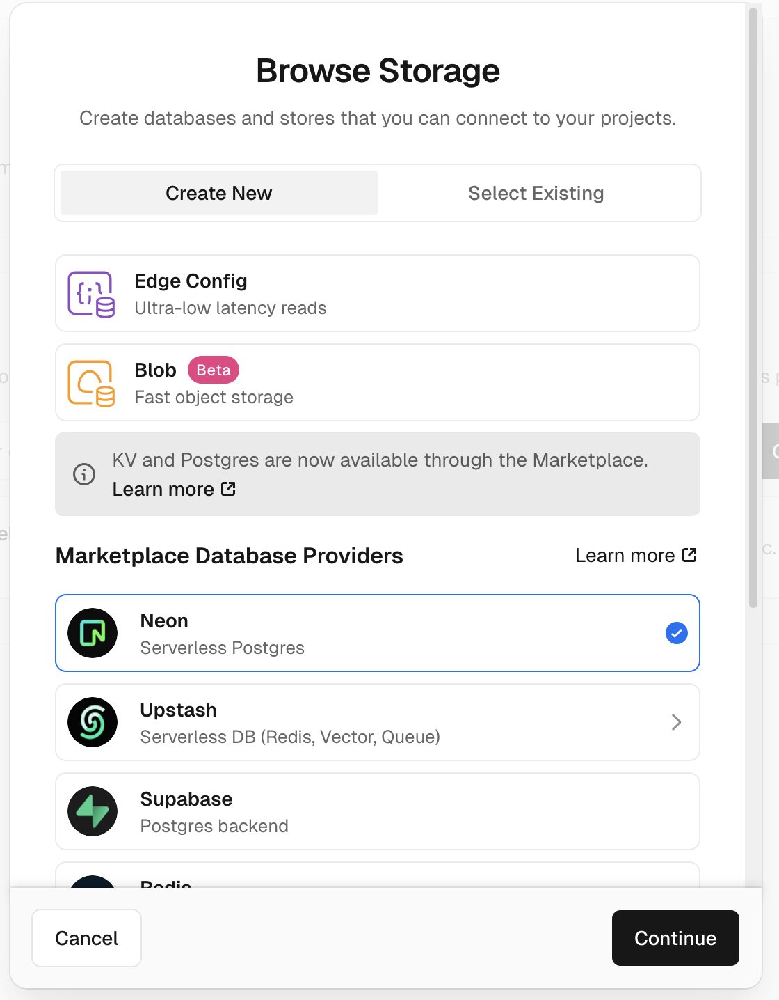 Browse Storage
Create databases and stores that you can connect to your projects.
Create New
Select Existing
Edge Config
Ultra-low latency reads
Blob Beta
Fast object storage
KV and Postgres are now available through the Marketplace.
Learn more
Marketplace Database Providers
Learn more
Neon
Serverless Postgres
Upstash
Serverless DB (Redis, Vector, Queue)
Supabase
Postgres backend
Redis
Cancel
Continue